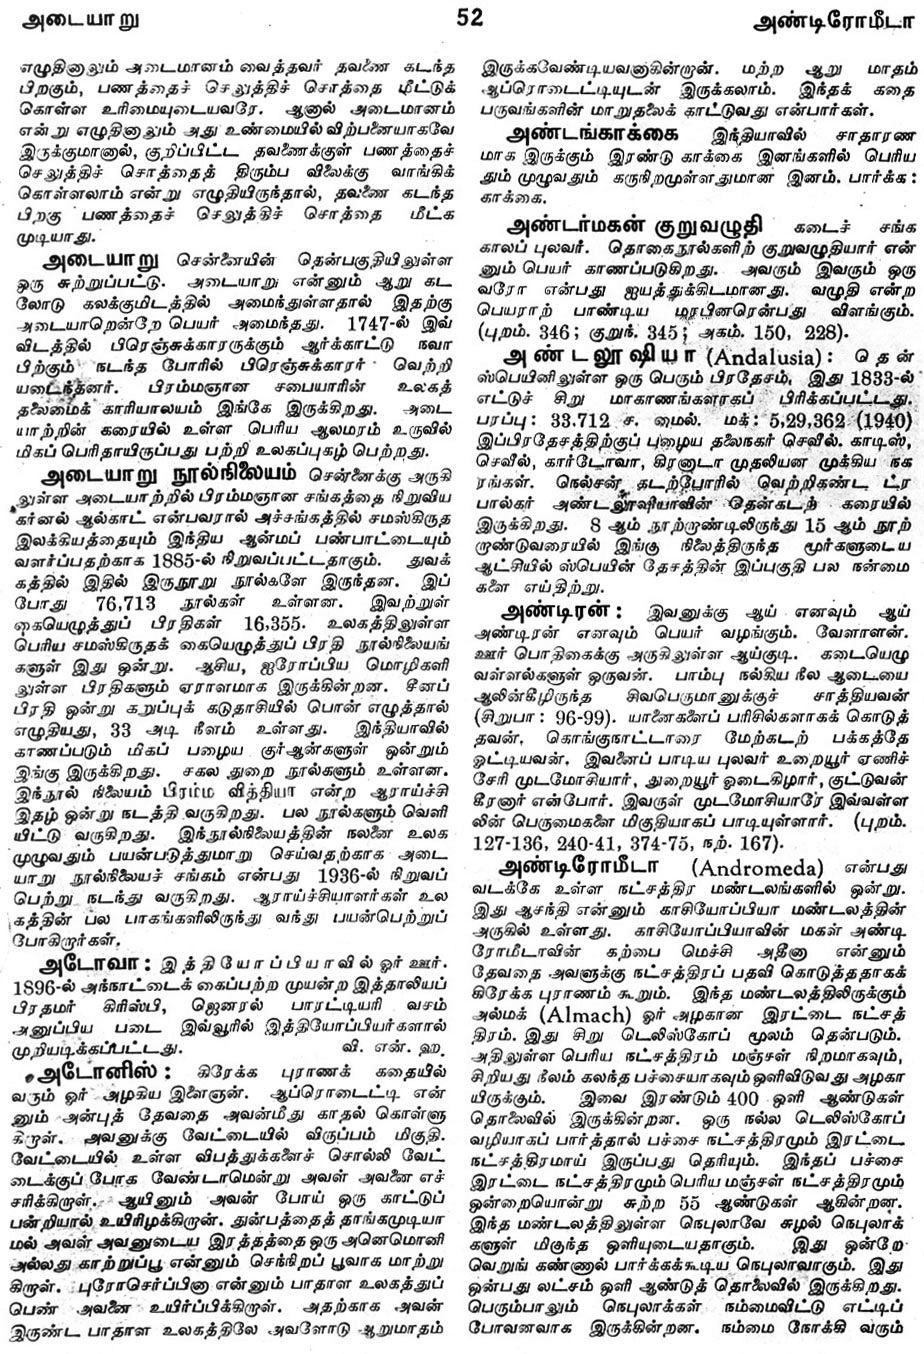 அடையாறு
52
அண்டிரோமீடா
எழுதினாலும் அடைமானம் வைத்தவர் தவணை கடந்த
பிறகும், பணத்தைச் செலுத்திச் சொத்தை மீட்டுக்
கொள்ள உரிமையுடையவரே. ஆனால் அடைமானம்
என்று எழுதினாலும் அது உண்மையில் விற்பனையாகவே
இருக்குமானால், குறிப்பிட்ட தவணைக்குள் பணத்தைச்
செலுத்திச் சொத்தைத் திரும்ப விலைக்கு வாங்கிக்
கொள்ளலாம் என்று எழுதியிருந்தால், தவணை கடந்த
பிறகு பணத்தைச் செலுத்திச் சொத்தை மீட்க
முடியாது.
அடையாறு சென்னையின் தென்பகுதியிலுள்ள
ஒரு சுற்றுப்பட்டு. அடையாறு என்னும் ஆறு கட
லோடு கலக்குமிடத்தில் அமைந்துள்ளதால் இதற்கு
அடையாறென்றே பெயர் அமைந்தது. 1747-ல் இவ்
விடத்தில் பிரெஞ்சுக்காரருக்கும் ஆர்க்காட்டு நவா
பிற்கும் நடந்த போரில் பிரெஞ்சுக்காரர் வெற்றி
யடைந்தனர். பிரம்மஞான சபையாரின் உலகத்
தலைமைக் காரியாலயம் இங்கே இருக்கிறது. அடை
யாற்றின் கரையில் உள்ள பெரிய ஆலமரம் உருவில்
மிகப் பெரிதாயிருப்பது பற்றி உலகப்புகழ் பெற்றது.
அடையாறு நூல்நிலையம் சென்னைக்கு அருகி
லுள்ள அடையாற்றில் பிரம்மஞான சங்கத்தை நிறுவிய
கர்னல் ஆல்காட் என்பவரால் அச்சங்கத்தில் சமஸ்கிருத
இலக்கியத்தையும் இந்திய ஆன்மப் பண்பாட்டையும்
வளர்ப்பதற்காக 1885-ல் நிறுவப்பட்டதாகும். துவக்
கத்தில் இதில் இருநூறு நூல்களே இருந்தன. இப்
போது 76,713 நூல்கள் உள்ளன. இவற்றுள்
கையெழுத்துப் பிரதிகள் 16,355. உலகத்திலுள்ள
பெரிய சமஸ்கிருதக் கையெழுத்துப் பிரதி நூல்நிலையங்
களுள் இது ஒன்று. ஆசிய, ஐரோப்பிய மொழிகளி
லுள்ள பிரதிகளும் ஏராளமாக இருக்கின்றன. சீனப்
பிரதி ஒன்று கறுப்புக் கடுதாசியில் பொன் எழுத்தால்
எழுதியது, 33 அடி நீளம் உள்ளது. இந்தியாவில்
காணப்படும் மிகப் பழைய குர்ஆன்களுள் ஒன்றும்
இங்கு இருக்கிறது. சகல துறை நூல்களும் உள்ளன.
இந்நூல் நிலையம் பிரம்ம வித்தியா என்ற ஆராய்ச்சி
இதழ் ஒன்று நடத்தி வருகிறது. பல நூல்களும் வெளி
யிட்டு வருகிறது. இந்நூல்நிலையத்தின் நலனை உலக
முழுவதும் பயன்படுத்துமாறு செய்வதற்காக அடை
யாறு நூல்நிலையச் சங்கம் என்பது 1936-ல் நிறுவப்
பெற்று நடந்து வருகிறது. ஆராய்ச்சியாளர்கள் உல
கத்தின் பல பாகங்களிலிருந்து வந்து பயன்பெற்றுப்
போகிறார்கள்.
அடோவா : இத்தியோப்பியாவில் ஓர் ஊர்.
1896-ல் அந்நாட்டைக் கைப்பற்ற முயன்ற இத்தாலியப்
பிரதமர் கிரிஸ்பி, ஜெனரல் பாரட்டியரி வசம்
அனுப்பிய படை இவ்வூரில் இத்தியோப்பியர்களால்
முறியடிக்கப்பட்டது. வி. என். ஹ.
அடோனிஸ் : கிரேக்க புராணக் கதையில்
வரும் ஓர் அழகிய இளைஞன். ஆப்ரொடைட்டி என்
னும் அன்புத் தேவதை அவன்மீது காதல் கொள்ளு
கிறாள். அவனுக்கு வேட்டையில் விருப்பம் மிகுதி.
வேட்டையில் உள்ள விபத்துக்களைச் சொல்லி வேட்
டைக்குப் போக வேண்டாமென்று அவள் அவனை எச்
சரிக்கிறாள். ஆயினும் அவன் போய் ஒரு காட்டுப்
பன்றியால் உயிரிழக்கிறான். துன்பத்தைத் தாங்கமுடியா
மல் அவள் அவனுடைய இரத்தத்தை ஒரு அனெமொனி
அல்லது காற்றுப்பூ என்னும் செந்நிறப் பூவாக மாற்று
கிறாள். புரோசெர்ப்பினா என்னும் பாதாள உலகத்துப்
பெண் அவனை உயிர்ப்பிக்கிறாள். அதற்காக அவன்
இருண்ட பாதாள உலகத்திலே அவளோடு ஆறுமாதம்
இருக்கவேண்டியவனாகின்றான். மற்ற ஆறு மாதம்
ஆப்ரொடைட்டியுடன் இருக்கலாம். இந்தக் கதை
பருவங்களின் மாறுதலைக் காட்டுவது என்பார்கள்.
அண்டங்காக்கை இந்தியாவில் சாதாரண
மாக இருக்கும் இரண்டு காக்கை இனங்களில் பெரிய
தும் முழுவதும் கருநிறமுள்ளதுமான இனம். பார்க்க :
காக்கை.
அண்டர்மகன் குறுவழுதி கடைச் சங்க
காலப் புலவர். தொகைநூல்களிற் குறுவழுதியார் என்
னும் பெயர் காணப்படுகிறது. அவரும் இவரும் ஒரு
வரோ என்பது ஐயத்துக்கிடமானது. வழுதி என்ற
பெயராற் பாண்டிய மரபினரென்பது விளங்கும்.
(புறம். 346 ; குறுந். 345 ; அகம். 150, 228).
அண்டலூஷியா (Andalusia) : தென்
ஸ்பெயினிலுள்ள ஒரு பெரும் பிரதேசம். இது 1833-ல்
எட்டுச் சிறு மாகாணங்களாகப் பிரிக்கப்பட்டது.
பரப்பு : 33.712 ச. மைல். மக் : 5,29,362 (1940)
இப்பிரதேசத்திற்குப் புழைய தலைநகர் செவீல். காடிஸ்,
செவீல், கார்டோவா, கிரனாடா முதலியன முக்கிய நக
ரங்கள். நெல்சன் கடற்போரில் வெற்றிகண்ட ட்ர
பால்கர் அண்டலூஷியாவின் தென்கடற் கரையில்
இருக்கிறது. 8 ஆம் நூற்றாண்டிலிருந்து 15 ஆம் நூற்
றாண்டுவரையில் இங்கு நிலைத்திருந்த மூர்களுடைய
ஆட்சியில் ஸ்பெயின் தேசத்தின் இப்பகுதி பல நன்மை
களை எய்திற்று.
அண்டிரன் : இவனுக்கு ஆய் எனவும் ஆய்
அண்டிரன் எனவும் பெயர் வழங்கும். வேளாளன்.
ஊர் பொதிகைக்கு அருகிலுள்ள ஆய்குடி. கடையெழு
வள்ளல்களுள் ஒருவன். பாம்பு நல்கிய நீல ஆடையை
ஆலின்கீழிருந்த சிவபெருமானுக்குச் சாத்தியவன்
(சிறுபா : 96-99). யானைகளைப் பரிசில்களாகக் கொடுத்
தவன். கொங்குநாட்டாரை மேற்கடற் பக்கத்தே
ஓட்டியவன். இவனைப் பாடிய புலவர் உறையூர் ஏணிச்
சேரி முடமோசியார், துறையூர் ஓடைகிழார், குட்டுவன்
கீரனார் என்போர். இவருள் முடமோசியாரே இவ்வள்ள
லின் பெருமைகளை மிகுதியாகப் பாடியுள்ளார். (புறம்.
127-136, 240-41, 374-75, நற். 167).
அண்டிரோமீடா (Andromeda) என்பது
வடக்கே உள்ள நட்சத்திர மண்டலங்களில் ஒன்று.
இது ஆசந்தி என்னும் காசியோப்பியா மண்டலத்தின்
அருகில் உள்ளது. காசியோப்பியாவின் மகள் அண்டி
ரோமீடாவின் கற்பை மெச்சி அதீனா என்னும்
தேவதை அவளுக்கு நட்சத்திரப் பதவி கொடுத்ததாகக்
கிரேக்க புராணம் கூறும். இந்த மண்டலத்திலிருக்கும்
அல்மக் (Almach) ஓர் அழகான இரட்டை நட்சத்
திரம். இது சிறு டெலிஸ்கோப் மூலம் தென்படும்.
அதிலுள்ள பெரிய நட்சத்திரம் மஞ்சள் நிறமாகவும்,
சிறியது நீலம் கலந்த பச்சையாகவும் ஒளிவிடுவது அழகா
யிருக்கும். இவை இரண்டும் 400 ஒளி ஆண்டுகள்
தொலைவில் இருக்கின்றன. ஒரு நல்ல டெலிஸ்கோப்
வழியாகப் பார்த்தால் பச்சை நட்சத்திரமும் இரட்டை
நட்சத்திரமாய் இருப்பது தெரியும். இந்தப் பச்சை
இரட்டை நட்சத்திரமும் பெரிய மஞ்சள் நட்சத்திரமும்
ஒன்றையொன்று சுற்ற 55 ஆண்டுகள் ஆகின்றன.
இந்த மண்டலத்திலுள்ள நெபுலாவே சுழல் நெபுலாக்
களுள் மிகுந்த ஒளியுடையதாகும். இது ஒன்றே
வெறுங் கண்ணால் பார்க்கக்கூடிய நெபுலாவாகும். இது
ஒன்பது லட்சம் ஒளி ஆண்டுத் தொலைவில் இருக்கிறது.
பெரும்பாலும் நெபுலாக்கள் நம்மைவிட்டு எட்டிப்
போவனவாக இருக்கின்றன. நம்மை நோக்கி வரும்